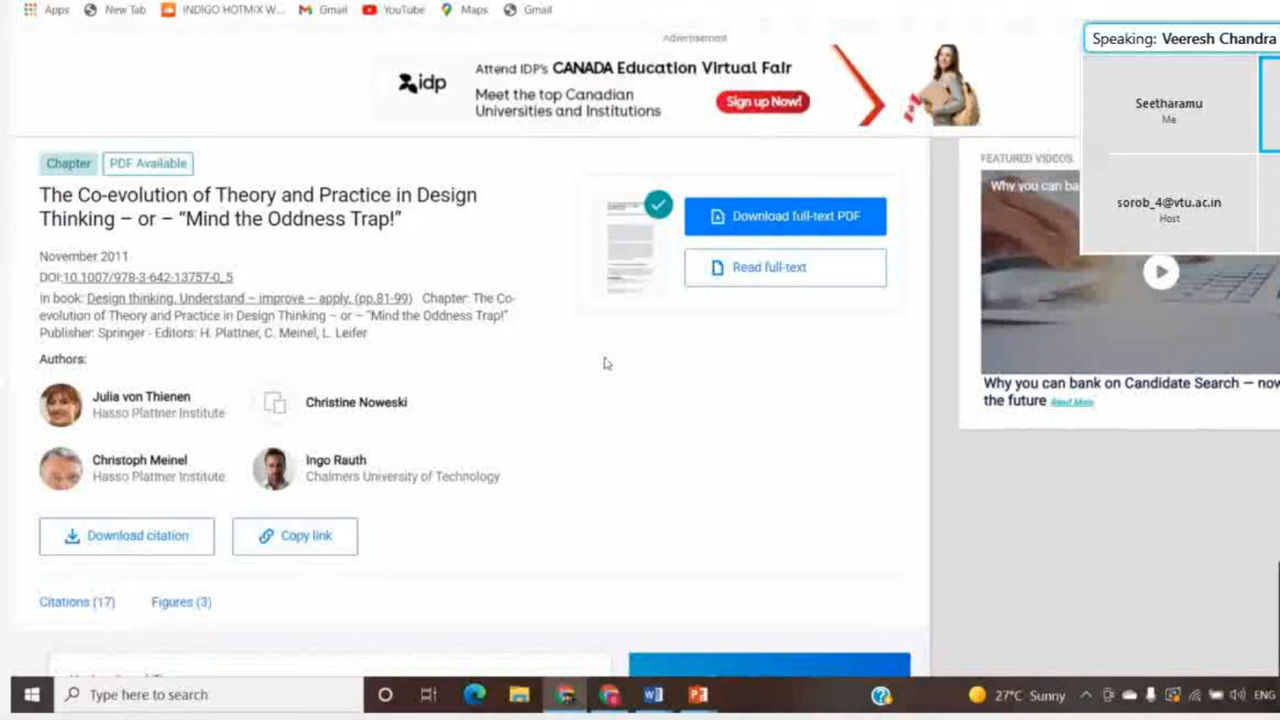 Apps New Tab INDIGO HOTMIX W... Gmail YouTube Maps Gmail
Advertisement
idp
Attend IDP's CANADA Education Virtual Fair
Meet the top Canadian
Universities and Institutions
Sign up Now!
Speaking: Veeresh Chandra
Seetharamu
Me
sorob_4@vtu.ac.in
Host
Chapter PDF Available
The Co-evolution of Theory and Practice in Design
Thinking – or – “Mind the Oddness Trap!”
November 2011
DOI:10.1007/978-3-642-13757-0_5
In book: Design thinking. Understand – improve – apply. (pp.81-99) Chapter: The Co-
evolution of Theory and Practice in Design Thinking – or – “Mind the Oddness Trap!”
Publisher: Springer · Editors: H. Plattner, C. Meinel, L. Leifer
Download full-text PDF
Read full-text
Authors:
Julia von Thienen
Hasso Plattner Institute
Christine Noweski
Christoph Meinel
Hasso Plattner Institute
Ingo Rauth
Chalmers University of Technology
Download citation
Copy link
Citations (17) Figures (3)
FEATURED VIDEOS
Why you can ba
Why you can bank on Candidate Search — now
the future Read More
Type here to search
27°C Sunny
ENG